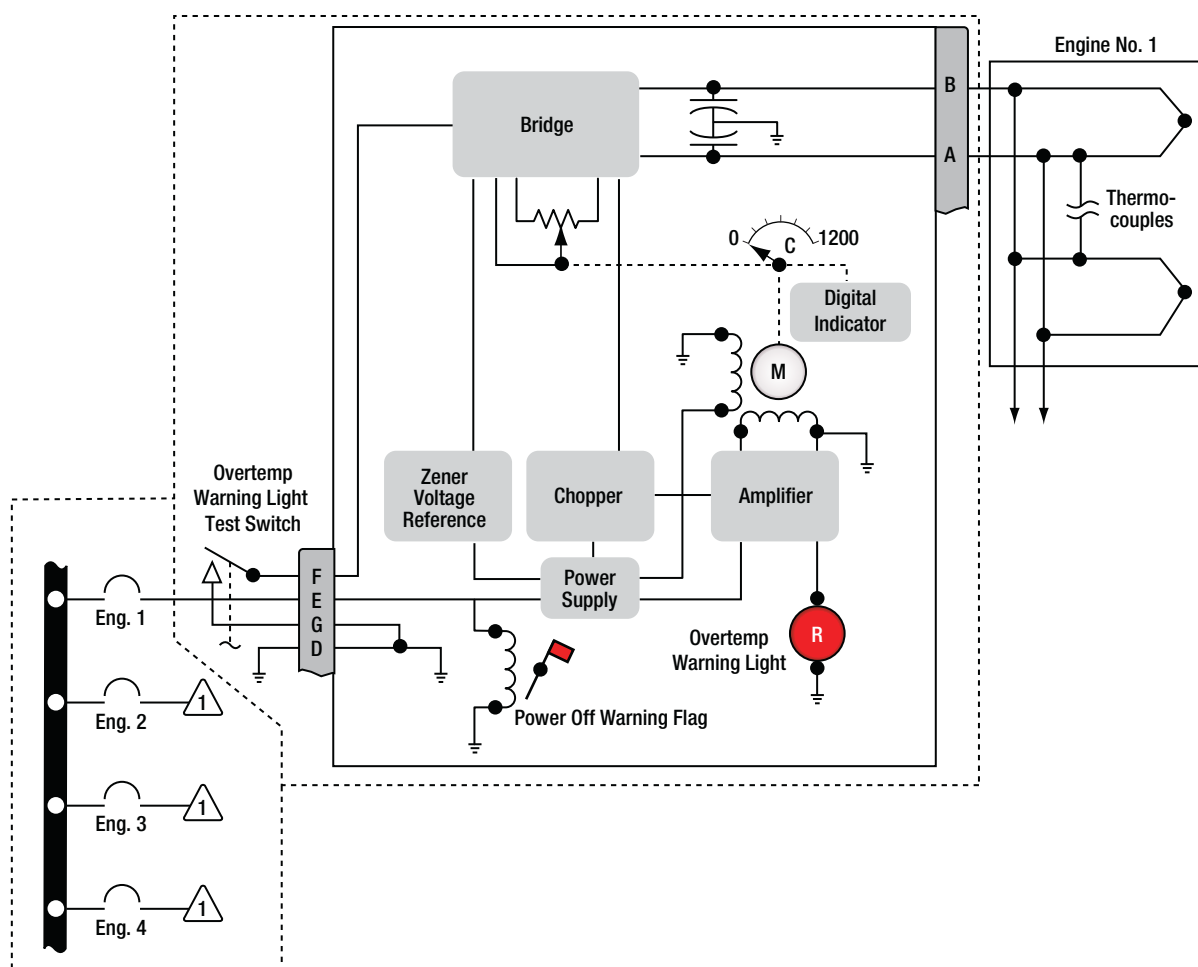 Engine No. 1
B
Bridge
A
Thermo-
couples
0
1200
C
Digital
Indicator
M
Overtemp
Warning Light
Test Switch
Zener
Voltage
Reference
Chopper
Amplifier
F
E
G
D
Power
Supply
Eng. 1
Overtemp
Warning Light
R
Power Off Warning Flag
Eng. 2
1
Eng. 3
1
Eng. 4
1